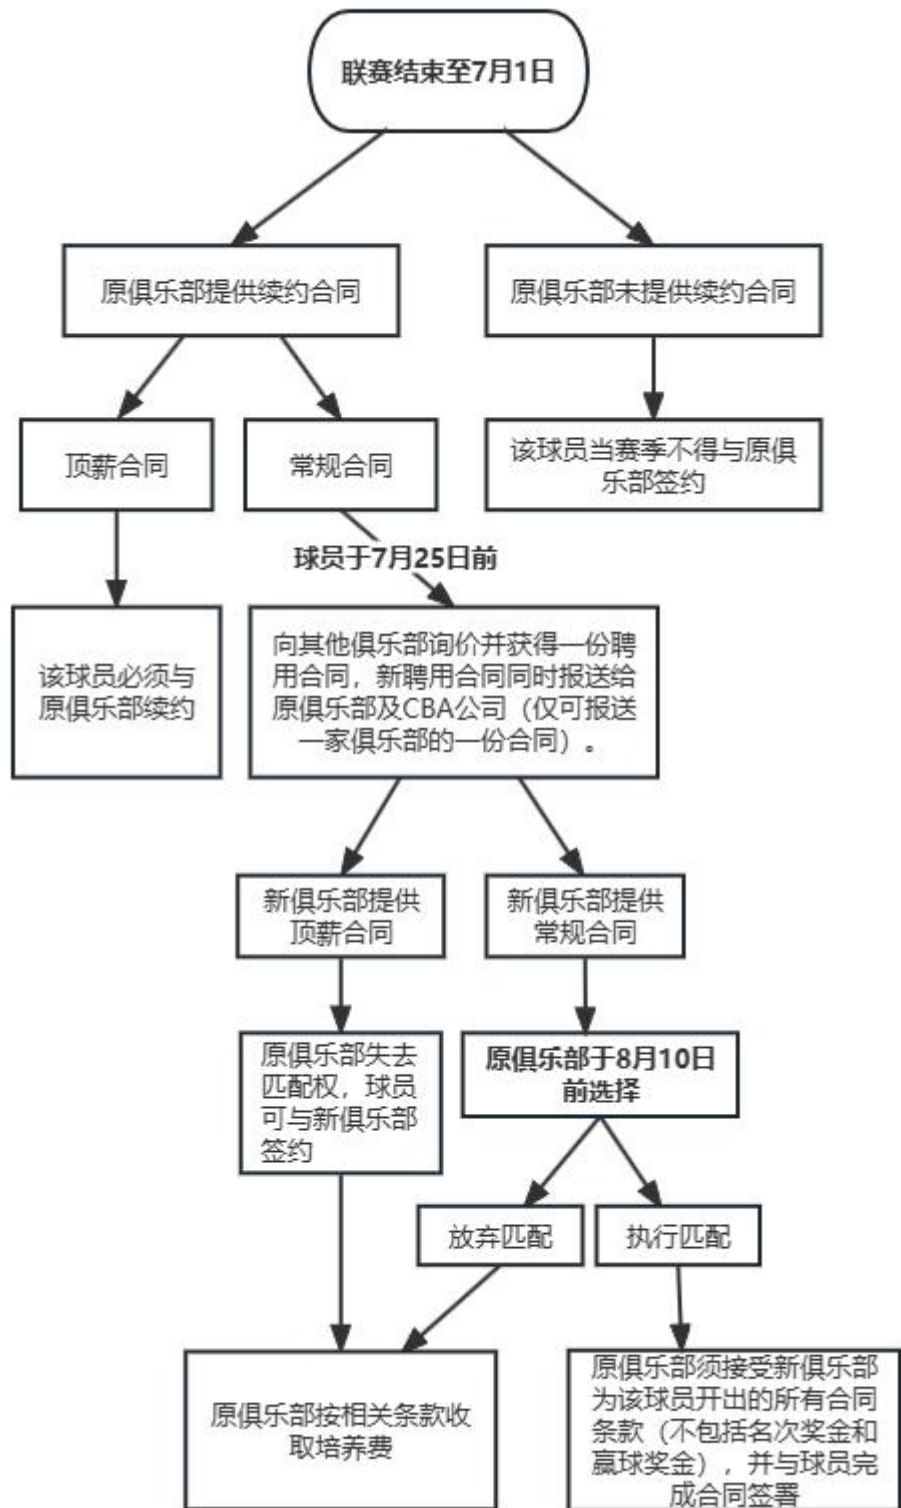 联赛结束至7月1日
原俱乐部提供续约合同
原俱乐部未提供续约合同
顶薪合同
常规合同
该球员当赛季不得与原俱
乐部签约
球员于7月25日前
该球员必须与
原俱乐部续约
向其他俱乐部询价并获得一份聘
用合同，新聘用合同同时报送给
原俱乐部及CBA公司（仅可报送
一家俱乐部的一份合同）。
新俱乐部提供
顶薪合同
新俱乐部提供
常规合同
原俱乐部失去
匹配权，球员
可与新俱乐部
签约
原俱乐部于8月10日
前选择
放弃匹配
执行匹配
原俱乐部按相关条款收
取培养费
原俱乐部须接受新俱乐部
为该球员开出的所有合同
条款（不包括名次奖金和
赢球奖金），并与球员完
成合同签署